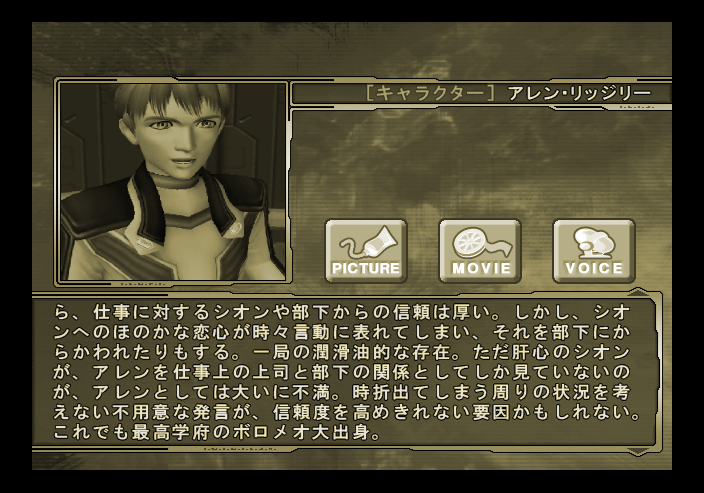 [キャラクター] アレン・リッジリー
PICTURE
MOVIE
VOICE
ら、仕事に対するシオンや部下からの信頼は厚い。しかし、シオ
ンへのほのかな恋心が時々言動に表れてしまい、それを部下にか
らかわれたりもする。一局の潤滑油的な存在。ただ肝心のシオン
が、アレンを仕事上の上司と部下の関係としてしか見ていないの
が、アレンとしては大いに不満。時折出てしまう周りの状況を考
えない不用意な発言が、信頼度を高めきれない要因かもしれない。
これでも最高学府のボロメオ大出身。